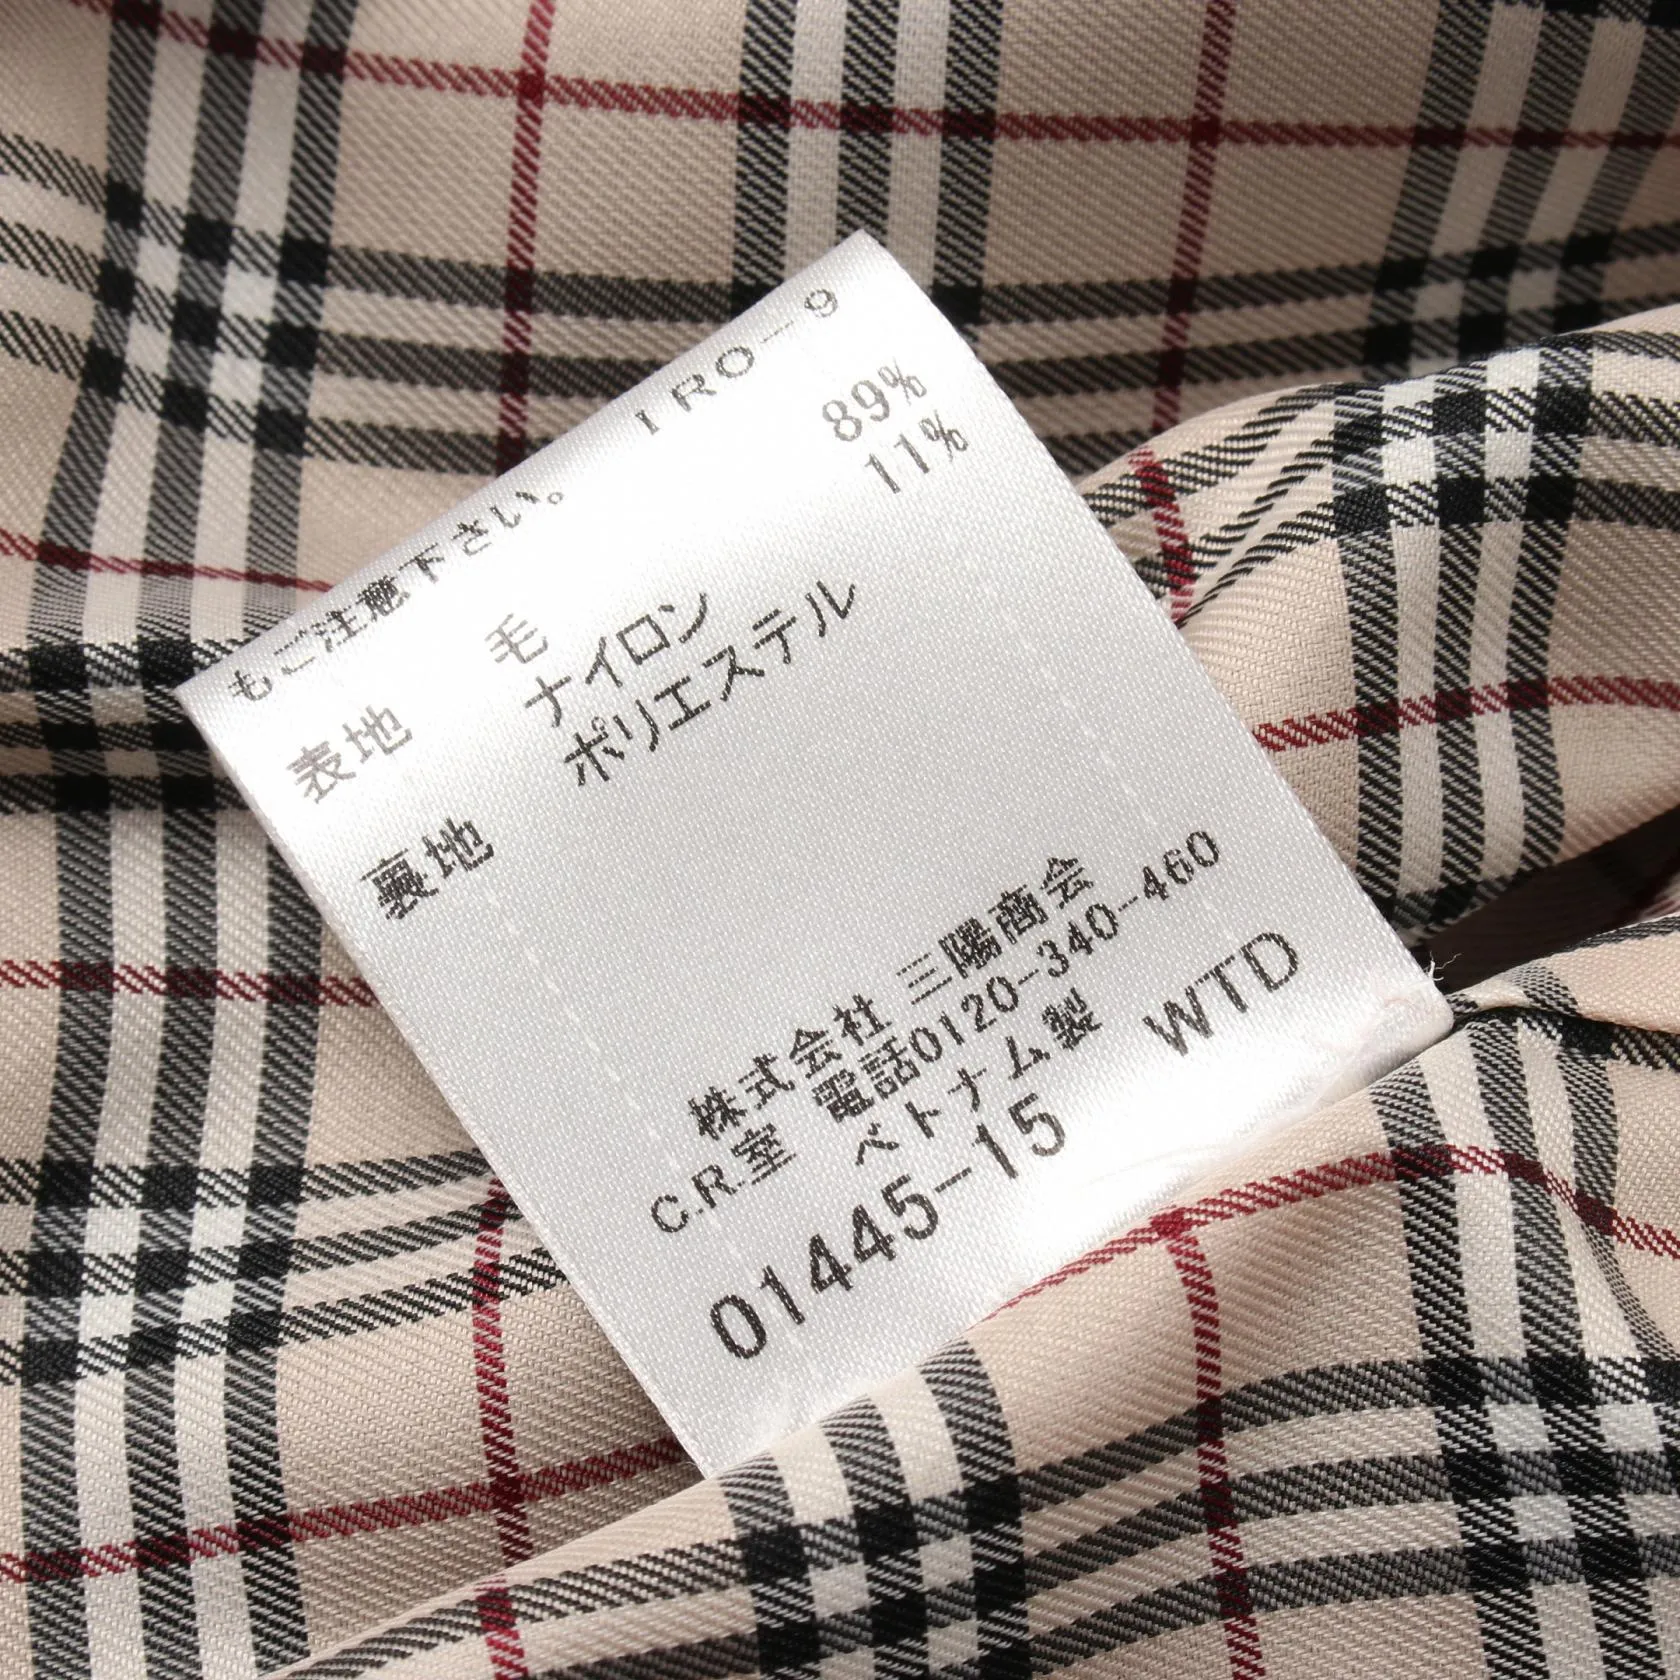 もご注意下さい。 IRO-9
表地 毛 89%
ナイロン 11%
裏地 ポリエステル
株式会社 三陽商会
C.R.室 電話0120-340-460
ベトナム製 WTD
01445-15